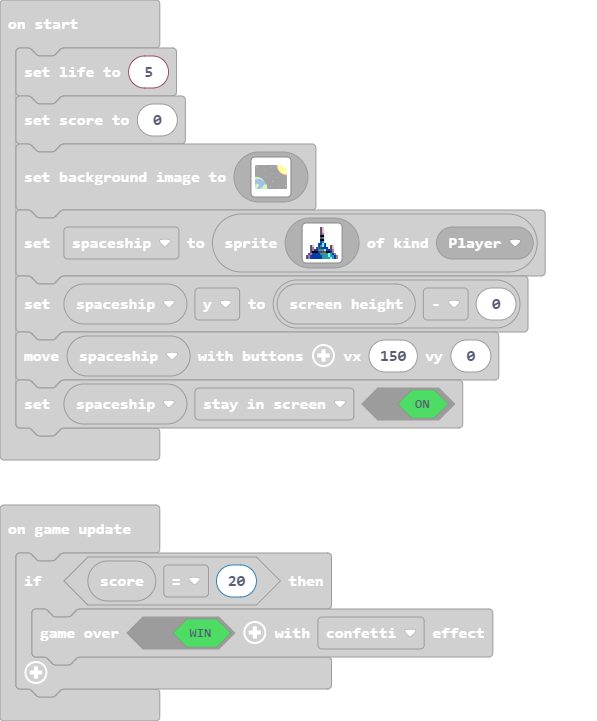 on start
set life to 5
set score to 0
set background image to
set spaceship to sprite of kind Player
set spaceship y to screen height - 0
move spaceship with buttons vx 150 vy 0
set spaceship stay in screen ON
on game update
if score = 20 then
game over WIN with confetti effect